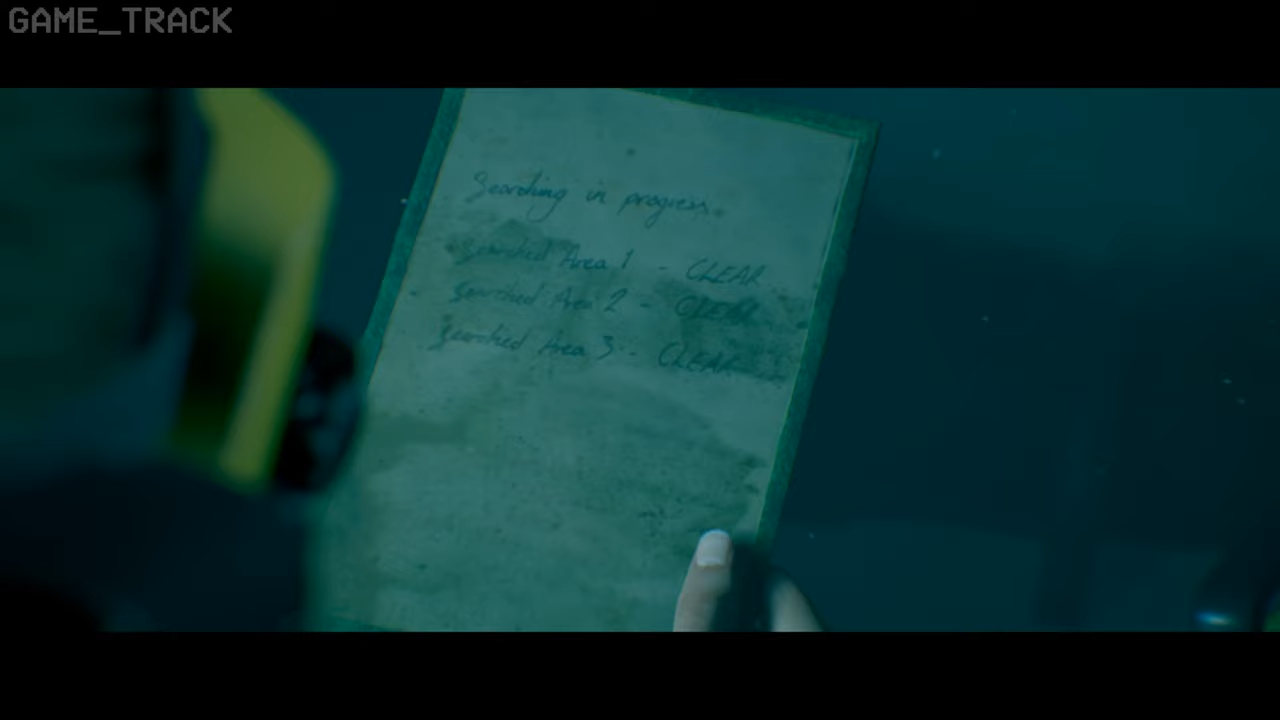 GAME_TRACK
Searching in progress.
Searched Area 1 - CLEAR
Searched Area 2 - CLEAR
Searched Area 3 - CLEAR